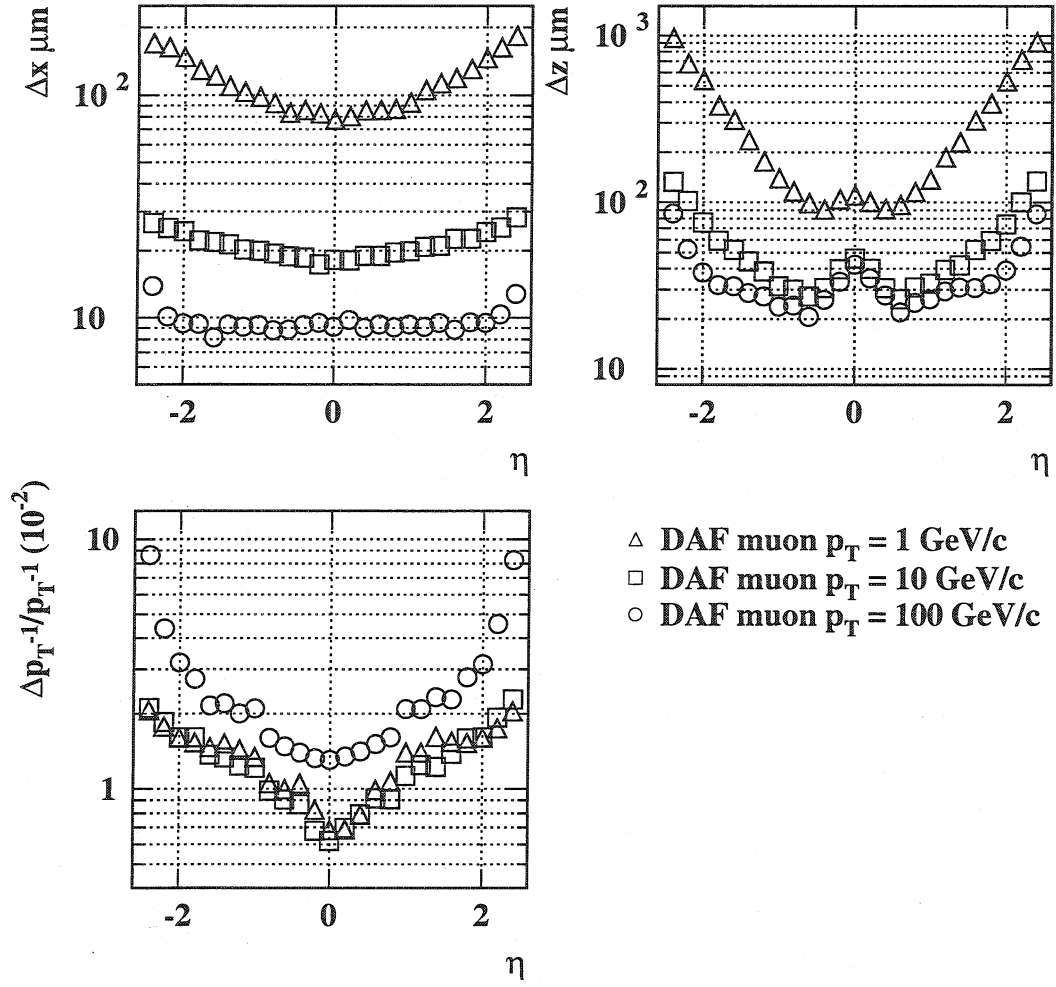 Δx μm
10²
10
-2 0 2
η
Δz μm
10³
10²
10
-2 0 2
η
Δp_T⁻¹/p_T⁻¹ (10⁻²)
10
1
-2 0 2
η
△ DAF muon p_T = 1 GeV/c
□ DAF muon p_T = 10 GeV/c
○ DAF muon p_T = 100 GeV/c